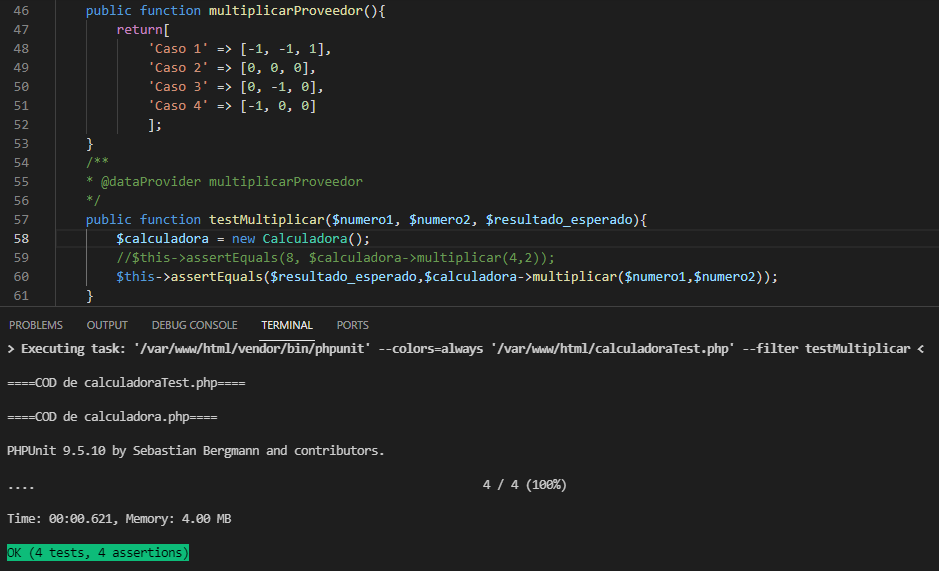 46 public function multiplicarProveedor(){
47 return[
48 'Caso 1' => [-1, -1, 1],
49 'Caso 2' => [0, 0, 0],
50 'Caso 3' => [0, -1, 0],
51 'Caso 4' => [-1, 0, 0]
52 ];
53 }
54 /**
55 * @dataProvider multiplicarProveedor
56 */
57 public function testMultiplicar($numero1, $numero2, $resultado_esperado){
58 $calculadora = new Calculadora();
59 //$this->assertEquals(8, $calculadora->multiplicar(4,2));
60 $this->assertEquals($resultado_esperado,$calculadora->multiplicar($numero1,$numero2));
61 }
PROBLEMS OUTPUT DEBUG CONSOLE TERMINAL PORTS
> Executing task: '/var/www/html/vendor/bin/phpunit' --colors=always '/var/www/html/calculadoraTest.php' --filter testMultiplicar <
====COD de calculadoraTest.php====
====COD de calculadora.php====
PHPUnit 9.5.10 by Sebastian Bergmann and contributors.
.... 4 / 4 (100%)
Time: 00:00.621, Memory: 4.00 MB
OK (4 tests, 4 assertions)